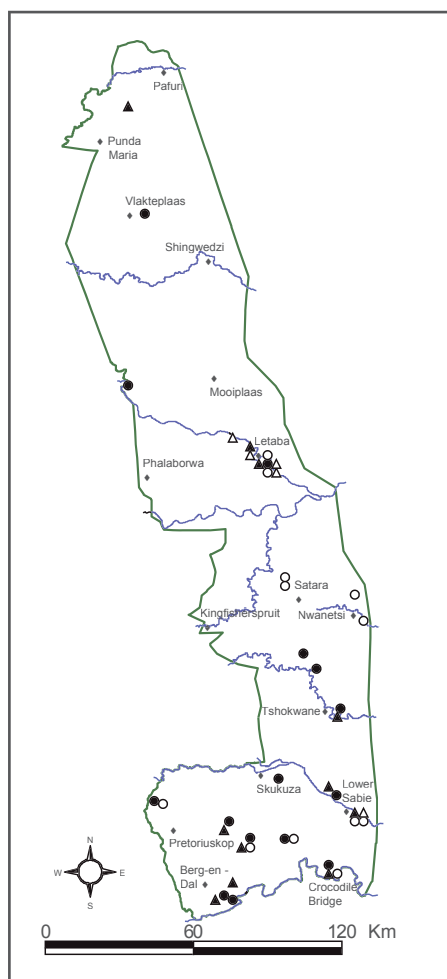 Pafuri
Punda
Maria
Vlakteplaas
Shingwedzi
Mooiplaas
Letaba
Phalaborwa
Satara
Nwanetsi
Kingfisherspruit
Tshokwane
Skukuza
Lower
Sabie
Pretoriuskop
Berg-en -
Dal
Crocodile
Bridge
N
W E
S
0 60 120 Km